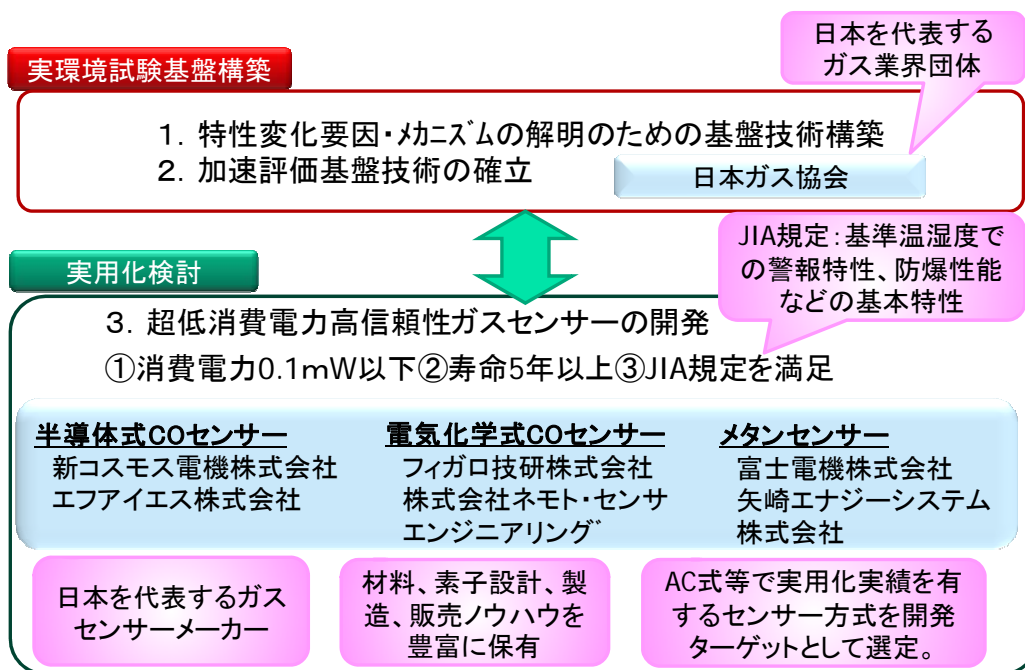 日本を代表する
ガス業界団体
実環境試験基盤構築
1．特性変化要因・ﾒｶﾆｽﾞﾑの解明のための基盤技術構築
2．加速評価基盤技術の確立
日本ガス協会
JIA規定：基準温湿度で
の警報特性、防爆性能
などの基本特性
実用化検討
3．超低消費電力高信頼性ガスセンサーの開発
①消費電力0.1mW以下②寿命5年以上③JIA規定を満足
半導体式COセンサー
新コスモス電機株式会社
エフアイエス株式会社
電気化学式COセンサー
フィガロ技研株式会社
株式会社ネモト・センサ
エンジニアリングﾞ
メタンセンサー
富士電機株式会社
矢崎エナジーシステム
株式会社
日本を代表するガス
センサーメーカー
材料、素子設計、製
造、販売ノウハウを
豊富に保有
AC式等で実用化実績を有
するセンサー方式を開発
ターゲットとして選定。